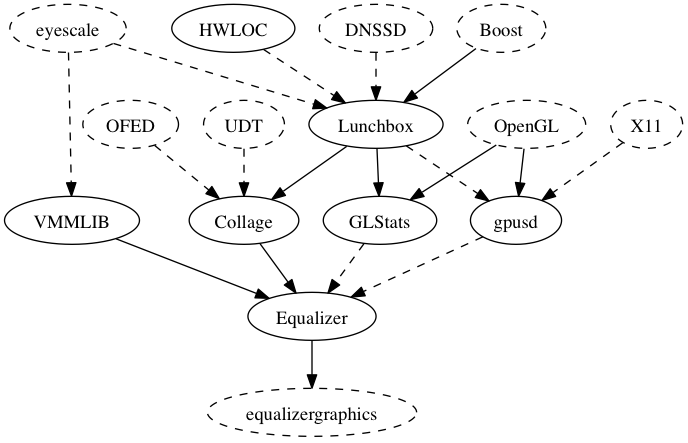 eyescale
HWLOC
DNSSD
Boost
OFED
UDT
Lunchbox
OpenGL
X11
VMMLIB
Collage
GLStats
gpusd
Equalizer
equalizergraphics